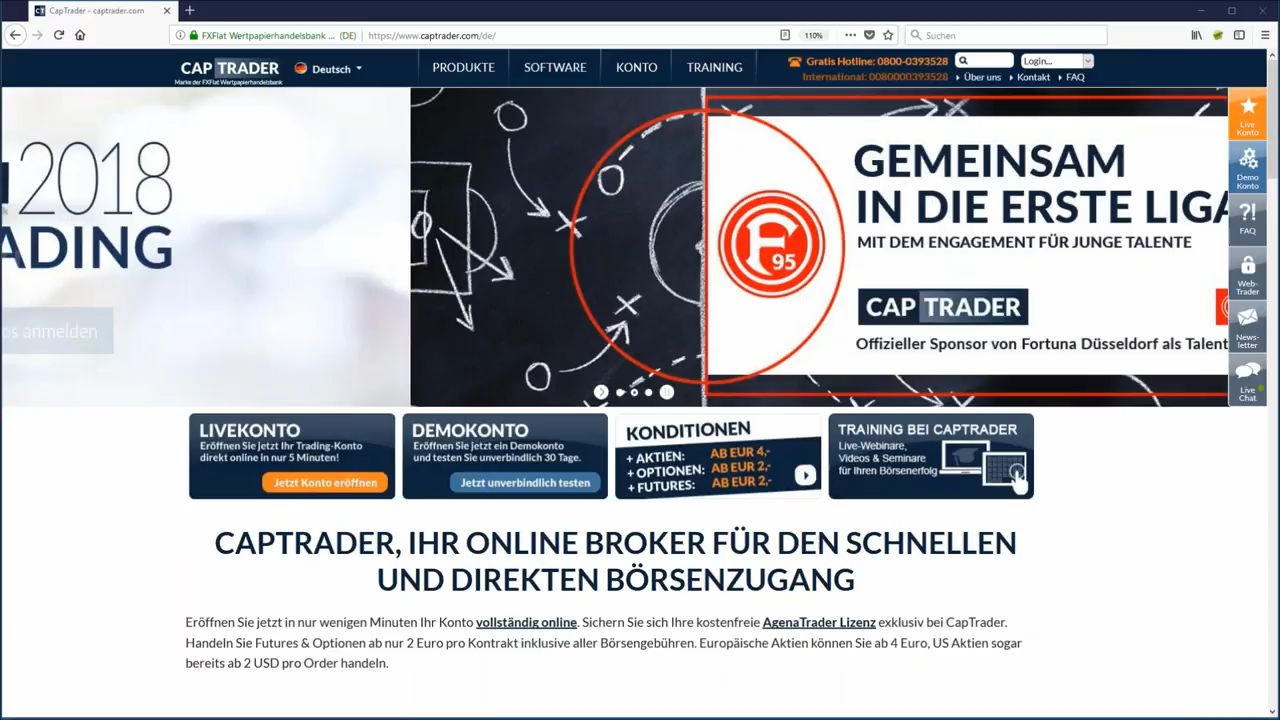 CapTrader - captrader.com
FXFlat Wertpapierhandelsbank ... (DE)
https://www.captrader.com/de/
110%
Suchen
CAP TRADER
Marke der FXFlat Wertpapierhandelsbank
Deutsch
PRODUKTE
SOFTWARE
KONTO
TRAINING
Gratis Hotline: 0800-0393528
International: 0080000393528
Login...
Über uns
Kontakt
FAQ
2018
ADING
os anmelden
F 95
GEMEINSAM
IN DIE ERSTE LIGA
MIT DEM ENGAGEMENT FÜR JUNGE TALENTE
CAP TRADER
Offizieller Sponsor von Fortuna Düsseldorf als Talent
Live
Konto
Demo
Konto
?!
FAQ
Web-
Trader
News-
letter
Live
Chat
LIVEKONTO
Eröffnen Sie jetzt Ihr Trading-Konto
direkt online in nur 5 Minuten!
Jetzt Konto eröffnen
DEMOKONTO
Eröffnen Sie jetzt ein Demokonto
und testen Sie unverbindlich 30 Tage.
Jetzt unverbindlich testen
KONDITIONEN
+ AKTIEN: AB EUR 4,-
+ OPTIONEN: AB EUR 2,-
+ FUTURES: AB EUR 2,-
TRAINING BEI CAPTRADER
Live-Webinare,
Videos & Seminare
für Ihren Börsenerfolg
CAPTRADER, IHR ONLINE BROKER FÜR DEN SCHNELLEN
UND DIREKTEN BÖRSENZUGANG
Eröffnen Sie jetzt in nur wenigen Minuten Ihr Konto vollständig online. Sichern Sie sich Ihre kostenfreie AgenaTrader Lizenz exklusiv bei CapTrader.
Handeln Sie Futures & Optionen ab nur 2 Euro pro Kontrakt inklusive aller Börsengebühren. Europäische Aktien können Sie ab 4 Euro, US Aktien sogar
bereits ab 2 USD pro Order handeln.